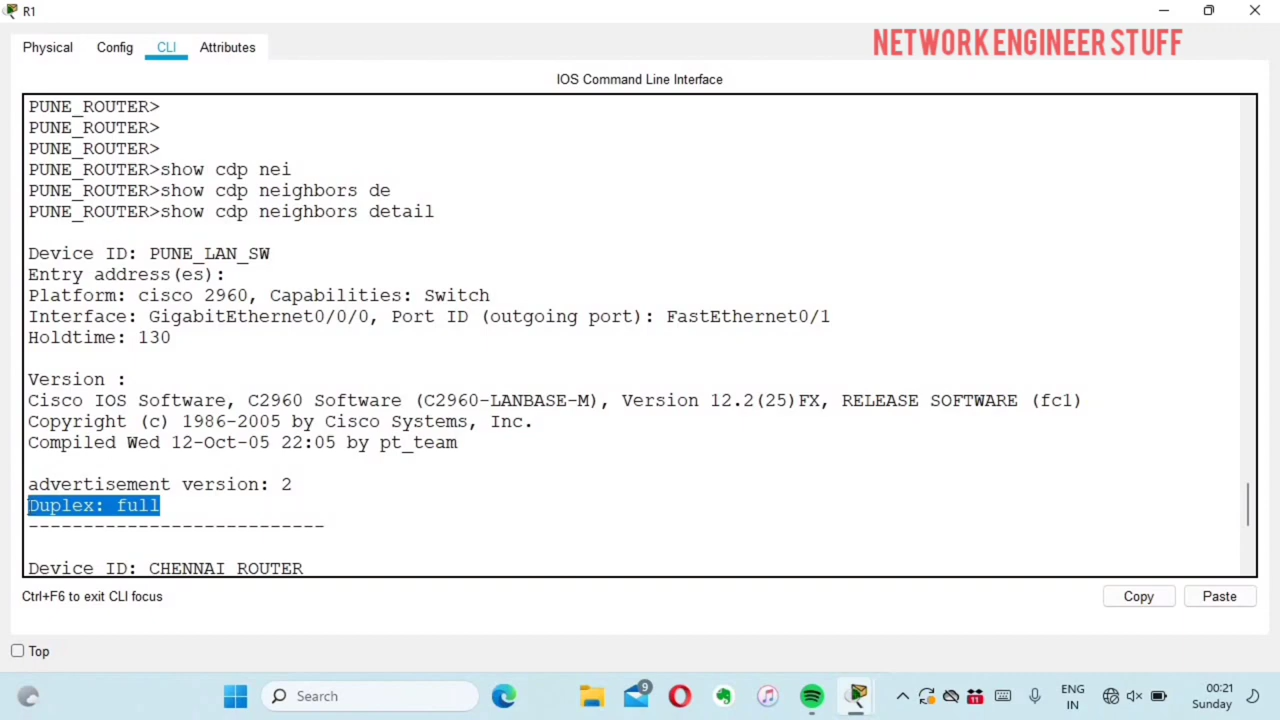 R1
Physical Config CLI Attributes
NETWORK ENGINEER STUFF
IOS Command Line Interface
PUNE_ROUTER>
PUNE_ROUTER>
PUNE_ROUTER>
PUNE_ROUTER>show cdp nei
PUNE_ROUTER>show cdp neighbors de
PUNE_ROUTER>show cdp neighbors detail
Device ID: PUNE_LAN_SW
Entry address(es):
Platform: cisco 2960, Capabilities: Switch
Interface: GigabitEthernet0/0/0, Port ID (outgoing port): FastEthernet0/1
Holdtime: 130
Version :
Cisco IOS Software, C2960 Software (C2960-LANBASE-M), Version 12.2(25)FX, RELEASE SOFTWARE (fc1)
Copyright (c) 1986-2005 by Cisco Systems, Inc.
Compiled Wed 12-Oct-05 22:05 by pt_team
advertisement version: 2
Duplex: full
---------------------------
Device ID: CHENNAI_ROUTER
Ctrl+F6 to exit CLI focus
Copy Paste
Top
Search
9
11
ENG
IN
00:21
Sunday